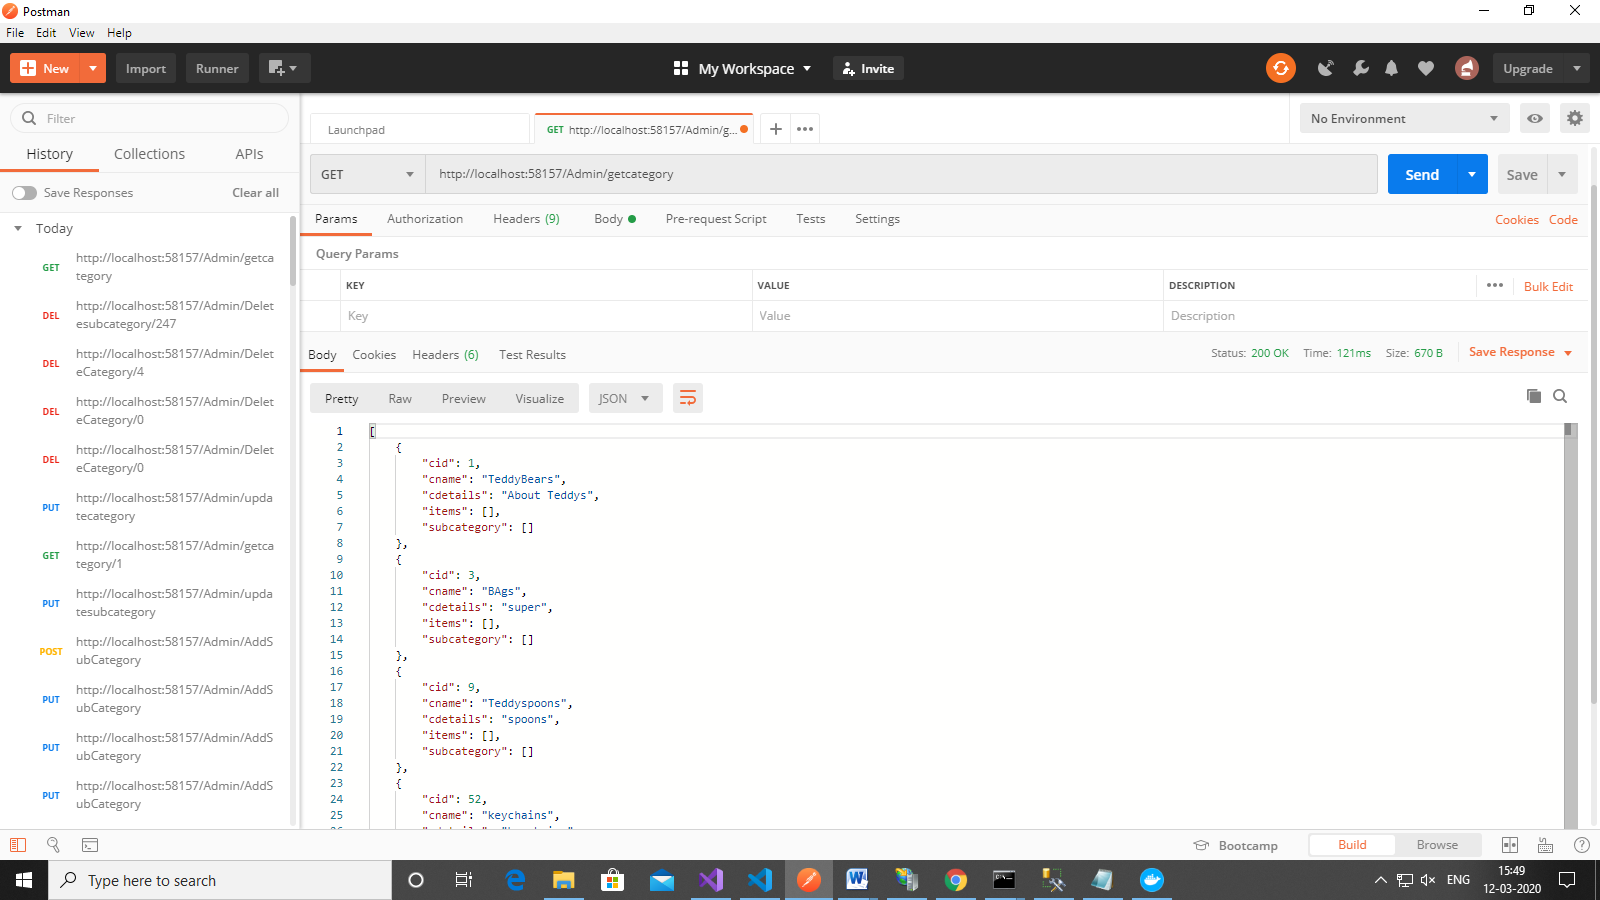 Postman
File Edit View Help
New
Import
Runner
My Workspace
Invite
Upgrade
Filter
History Collections APIs
Save Responses Clear all
Today
GET http://localhost:58157/Admin/getca
tegory
DEL http://localhost:58157/Admin/Delet
esubcategory/247
DEL http://localhost:58157/Admin/Delet
eCategory/4
DEL http://localhost:58157/Admin/Delet
eCategory/0
DEL http://localhost:58157/Admin/Delet
eCategory/0
PUT http://localhost:58157/Admin/upda
tecategory
GET http://localhost:58157/Admin/getca
tegory/1
PUT http://localhost:58157/Admin/upda
tesubcategory
POST http://localhost:58157/Admin/AddS
ubCategory
PUT http://localhost:58157/Admin/AddS
ubCategory
PUT http://localhost:58157/Admin/AddS
ubCategory
PUT http://localhost:58157/Admin/AddS
ubCategory
Launchpad
GET http://localhost:58157/Admin/g...
No Environment
GET http://localhost:58157/Admin/getcategory
Send
Save
Params Authorization Headers (9) Body Pre-request Script Tests Settings
Cookies Code
Query Params
KEY VALUE DESCRIPTION
Bulk Edit
Key Value Description
Body Cookies Headers (6) Test Results
Status: 200 OK Time: 121ms Size: 670 B Save Response
Pretty Raw Preview Visualize JSON
1 [
2 {
3 "cid": 1,
4 "cname": "TeddyBears",
5 "cdetails": "About Teddys",
6 "items": [],
7 "subcategory": []
8 },
9 {
10 "cid": 3,
11 "cname": "BAgs",
12 "cdetails": "super",
13 "items": [],
14 "subcategory": []
15 },
16 {
17 "cid": 9,
18 "cname": "Teddyspoons",
19 "cdetails": "spoons",
20 "items": [],
21 "subcategory": []
22 },
23 {
24 "cid": 52,
25 "cname": "keychains",
Bootcamp Build Browse
Type here to search
ENG
15:49
12-03-2020